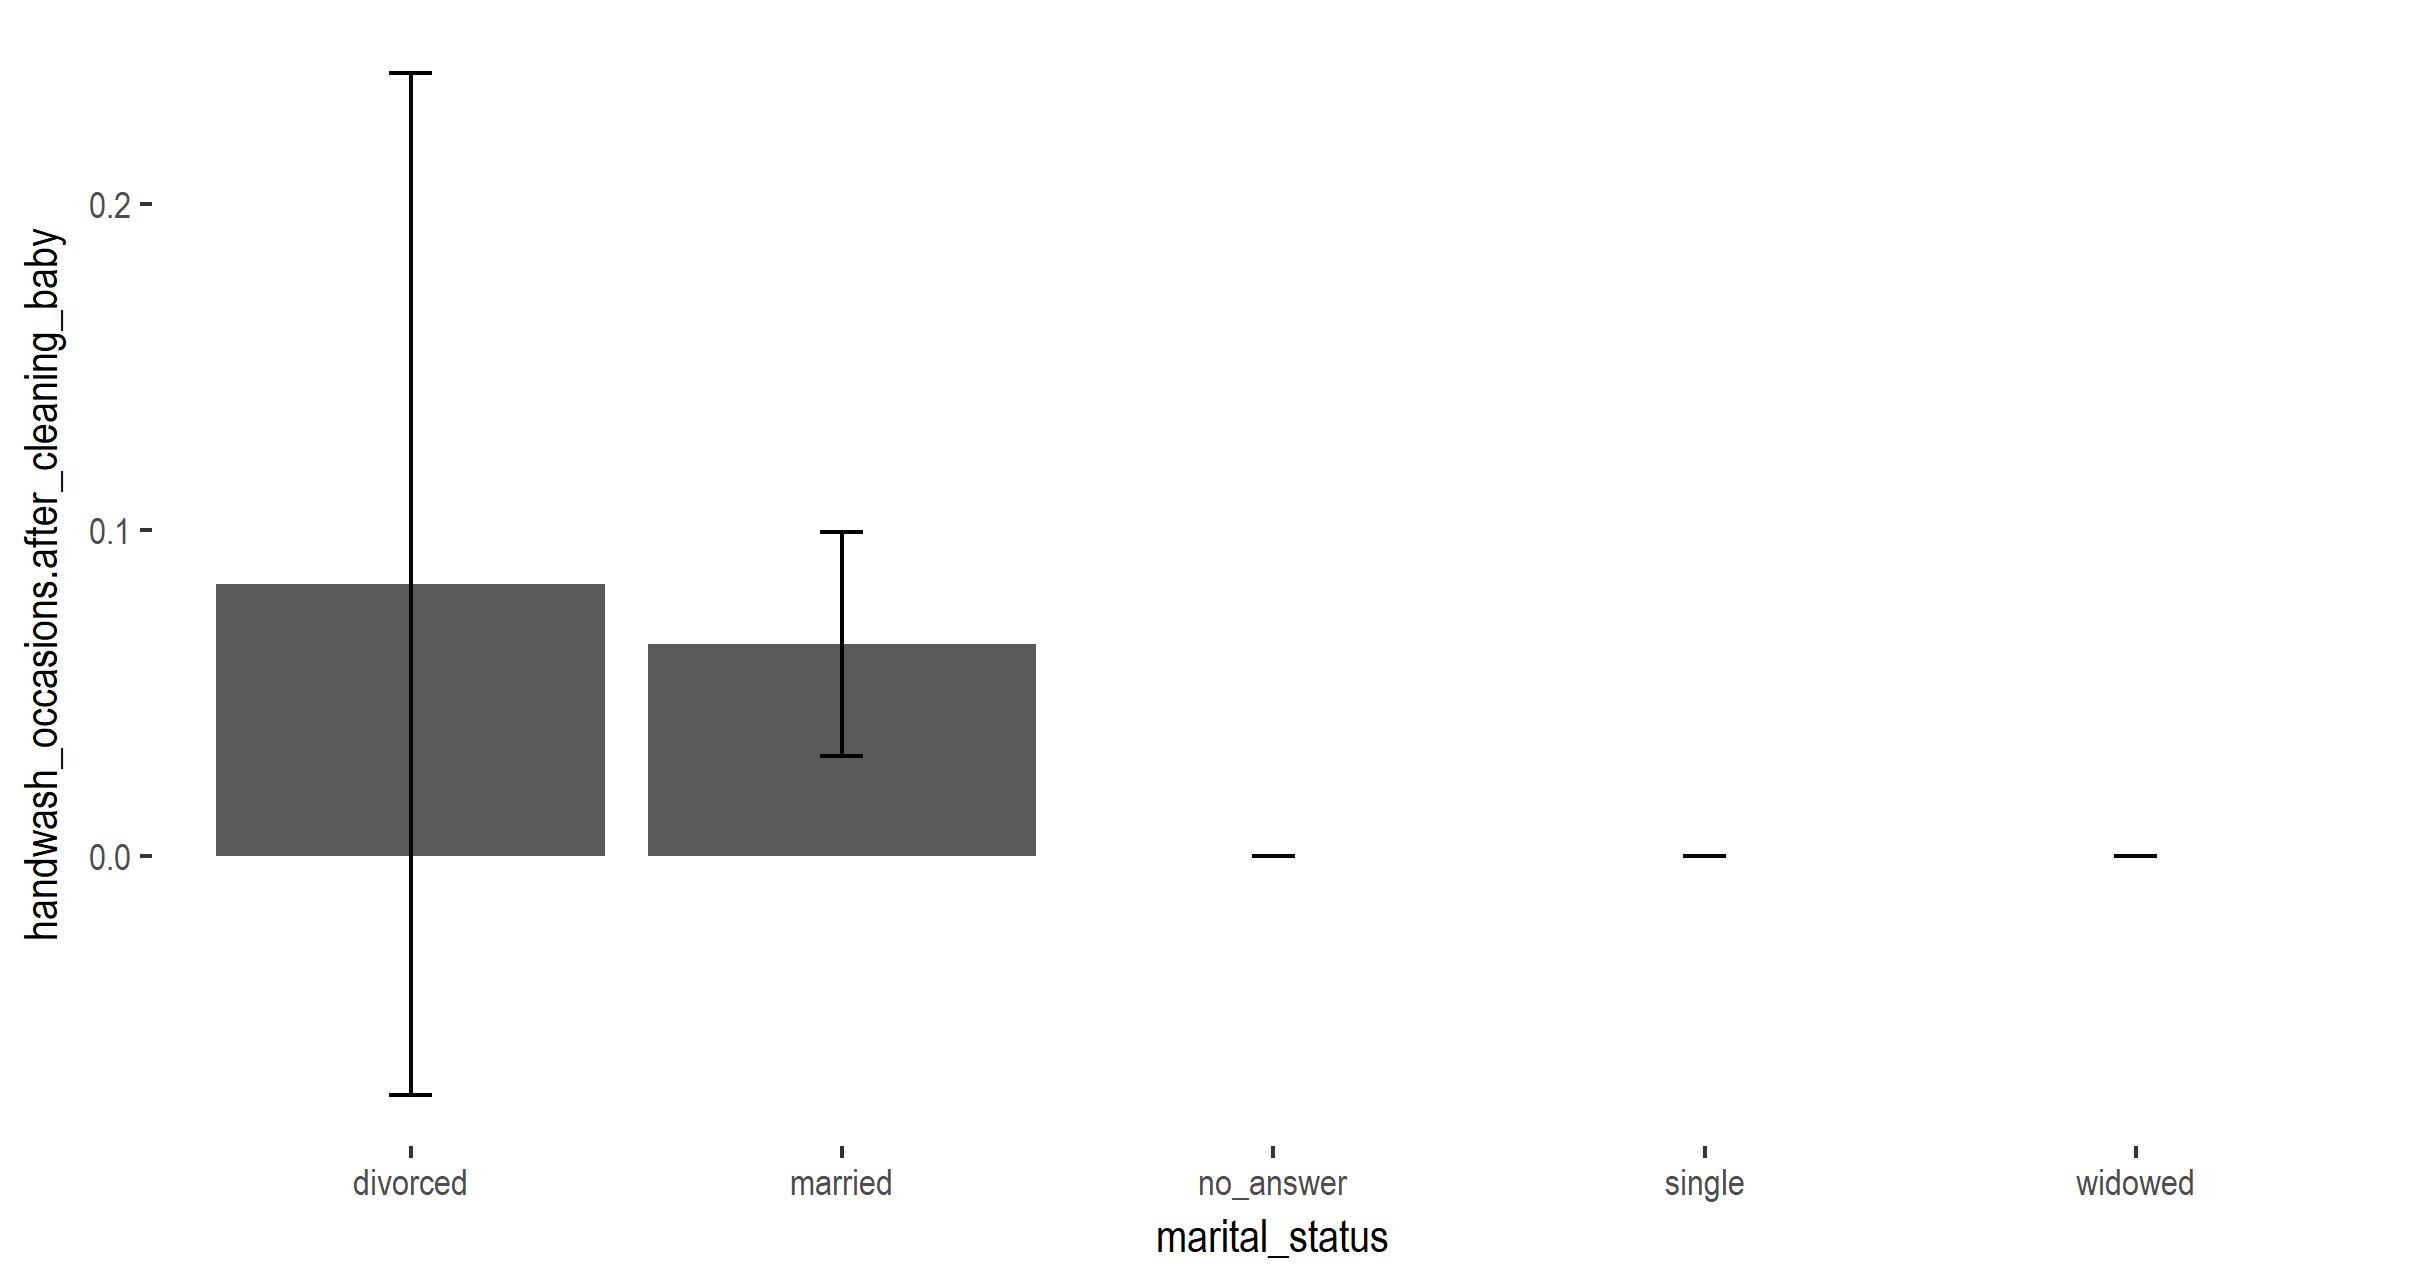 handwash_occasions.after_cleaning_baby
0.2
0.1
0.0
divorced married no_answer single widowed
marital_status